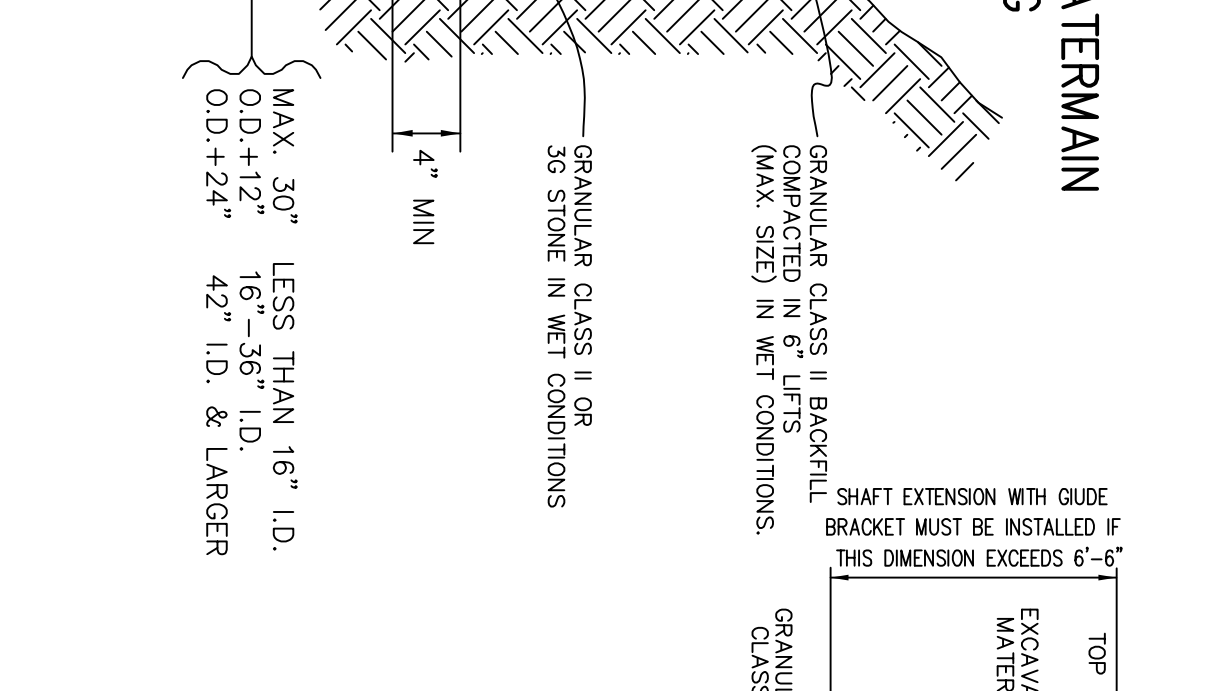 ATERMAIN
G
GRANULAR CLASS II BACKFILL
COMPACTED IN 6" LIFTS
(MAX. SIZE) IN WET CONDITIONS.
GRANULAR CLASS II OR
3G STONE IN WET CONDITIONS
4" MIN
MAX. 30" LESS THAN 16" I.D.
O.D.+12" 16"-36" I.D.
O.D.+24" 42" I.D. & LARGER
SHAFT EXTENSION WITH GIUDE
BRACKET MUST BE INSTALLED IF
THIS DIMENSION EXCEEDS 6'-6"
TOP
EXCAVA
MATER
GRANUL
CLASS